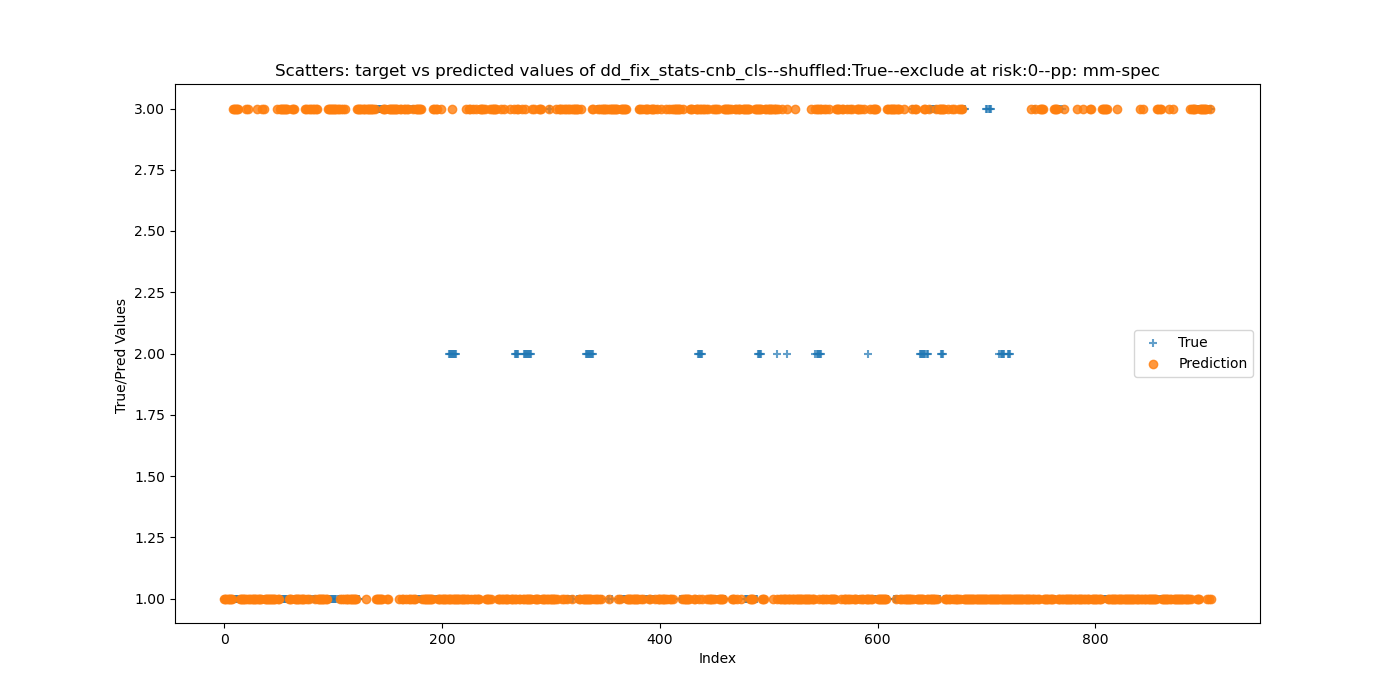 Scatters: target vs predicted values of dd_fix_stats-cnb_cls--shuffled:True--exclude at risk:0--pp: mm-spec
3.00
2.75
2.50
2.25
2.00
1.75
1.50
1.25
1.00
True/Pred Values
True
Prediction
0
200
400
600
800
Index